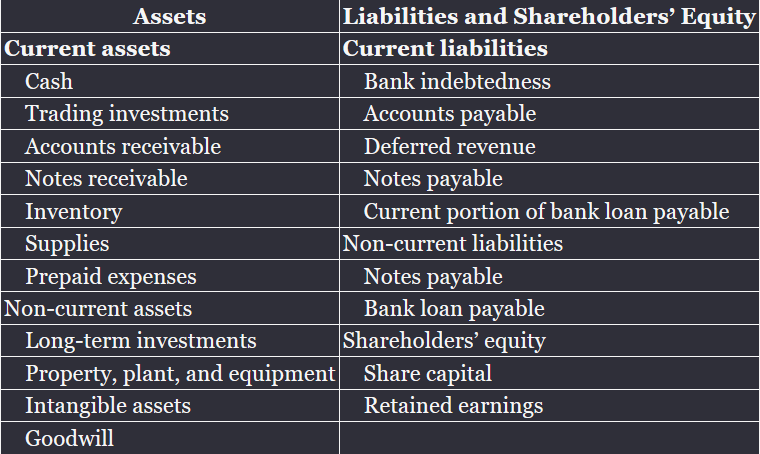 Assets Liabilities and Shareholders’ Equity
Current assets Current liabilities
Cash Bank indebtedness
Trading investments Accounts payable
Accounts receivable Deferred revenue
Notes receivable Notes payable
Inventory Current portion of bank loan payable
Supplies Non-current liabilities
Prepaid expenses Notes payable
Non-current assets Bank loan payable
Long-term investments Shareholders’ equity
Property, plant, and equipment Share capital
Intangible assets Retained earnings
Goodwill